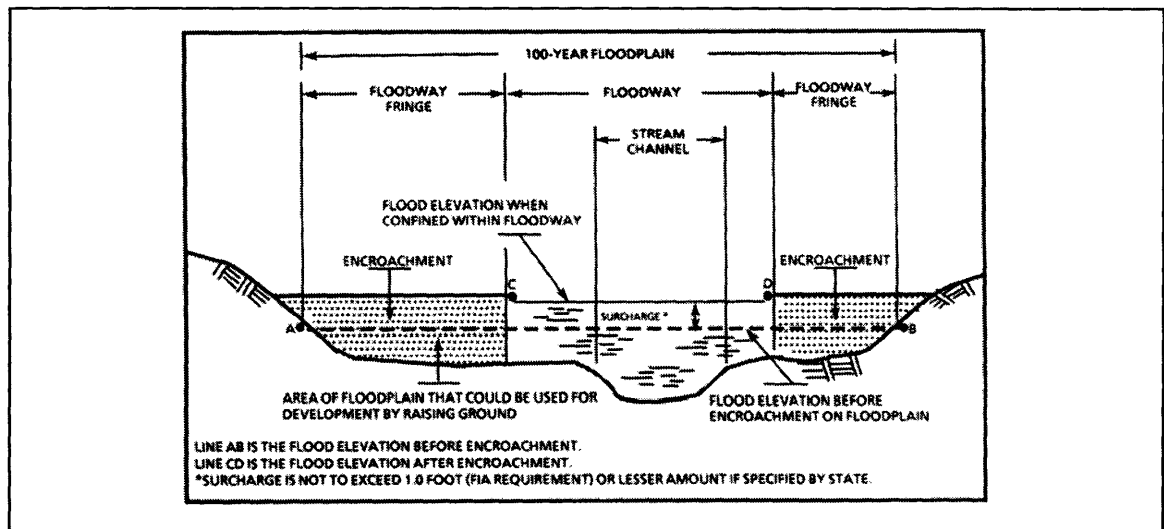 100-YEAR FLOODPLAIN
FLOODWAY
FRINGE
FLOODWAY
FLOODWAY
FRINGE
STREAM
CHANNEL
FLOOD ELEVATION WHEN
CONFINED WITHIN FLOODWAY
ENCROACHMENT
ENCROACHMENT
C
D
SURCHARGE *
A
B
AREA OF FLOODPLAIN THAT COULD BE USED FOR
DEVELOPMENT BY RAISING GROUND
FLOOD ELEVATION BEFORE
ENCROACHMENT ON FLOODPLAIN
LINE AB IS THE FLOOD ELEVATION BEFORE ENCROACHMENT.
LINE CD IS THE FLOOD ELEVATION AFTER ENCROACHMENT.
*SURCHARGE IS NOT TO EXCEED 1.0 FOOT (FIA REQUIREMENT) OR LESSER AMOUNT IF SPECIFIED BY STATE.